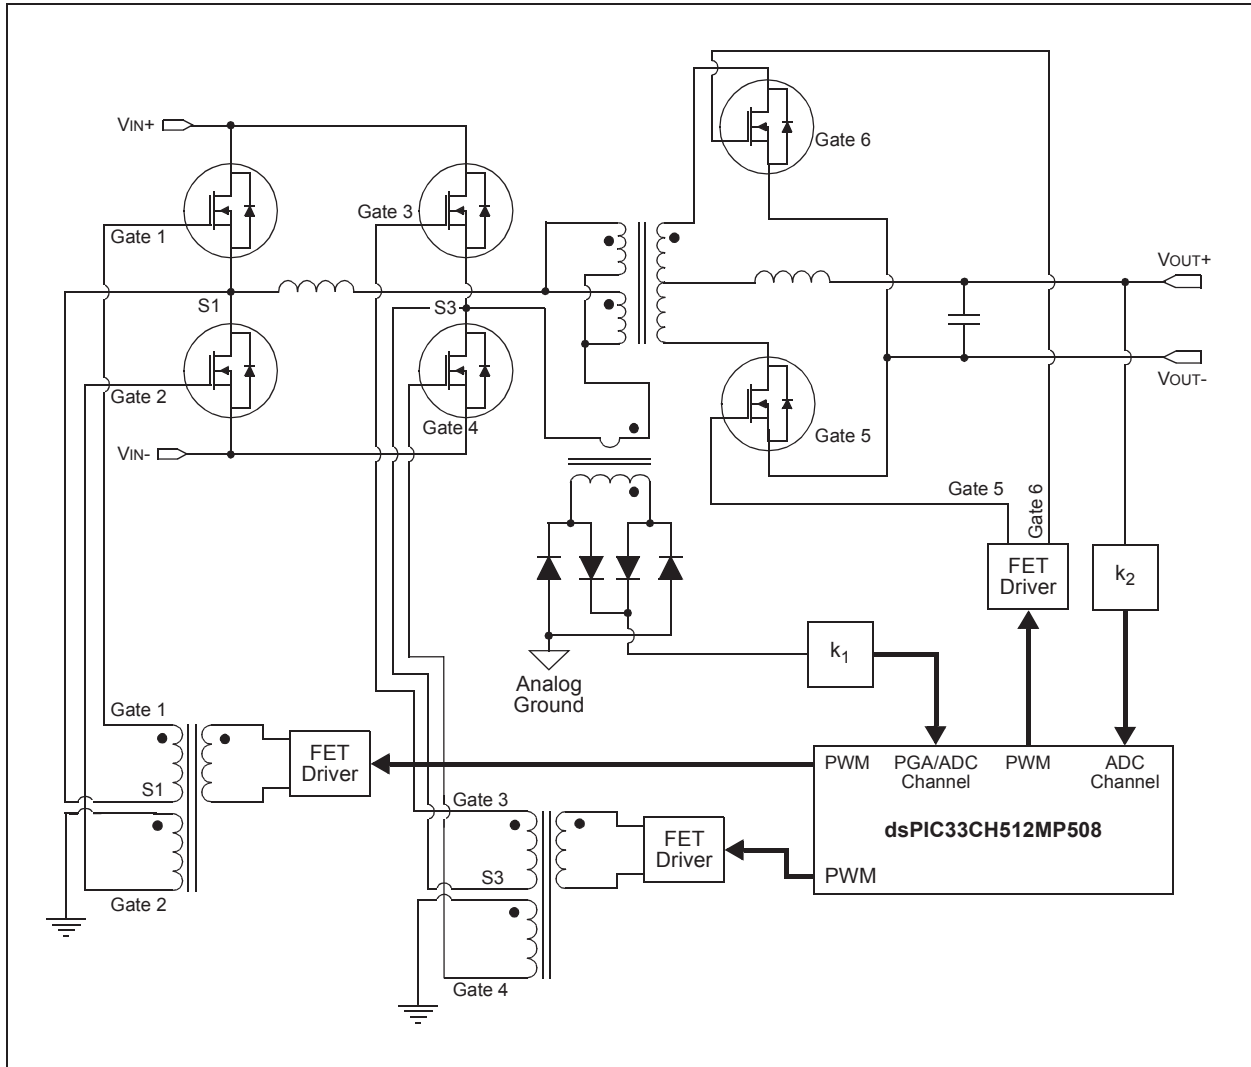 VIN+
Gate 1
S1
Gate 2
VIN-
Gate 3
S3
Gate 4
Gate 6
VOUT+
VOUT-
Gate 5
Gate 5
Gate 6
FET
Driver
k2
k1
Analog
Ground
Gate 1
S1
Gate 2
FET
Driver
Gate 3
S3
Gate 4
FET
Driver
PWM
PGA/ADC
Channel
PWM
ADC
Channel
dsPIC33CH512MP508
PWM